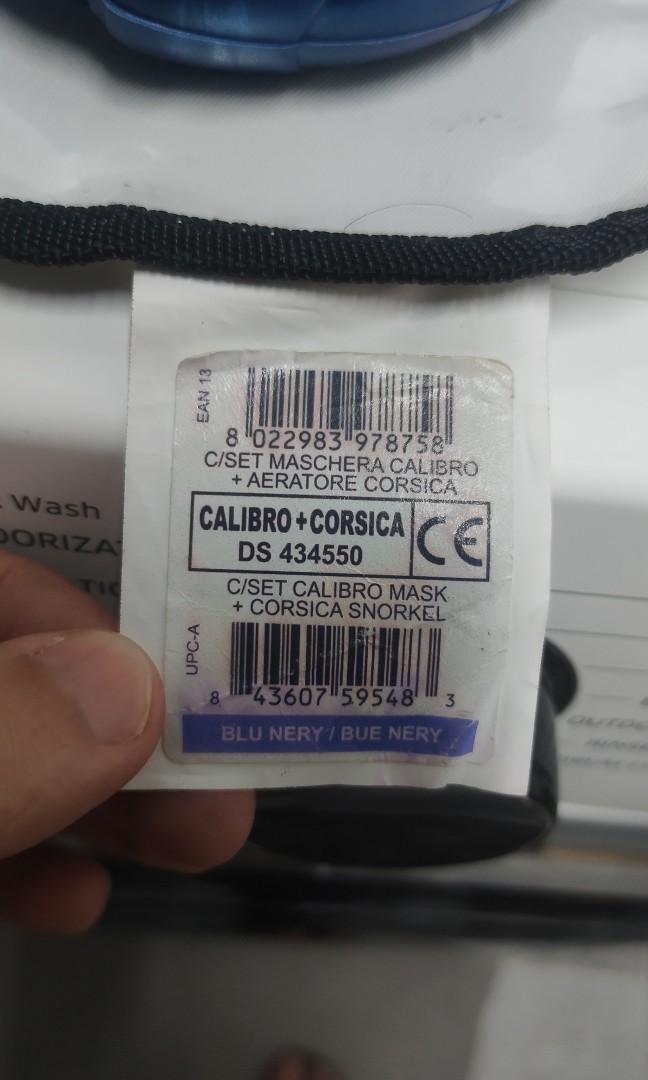 EAN 13
8 022983 978758
C/SET MASCHERA CALIBRO
+ AERATORE CORSICA
CALIBRO+CORSICA
DS 434550
CE
C/SET CALIBRO MASK
+ CORSICA SNORKEL
UPC-A
8 43607 59548 3
BLU NERY / BUE NERY
Wash